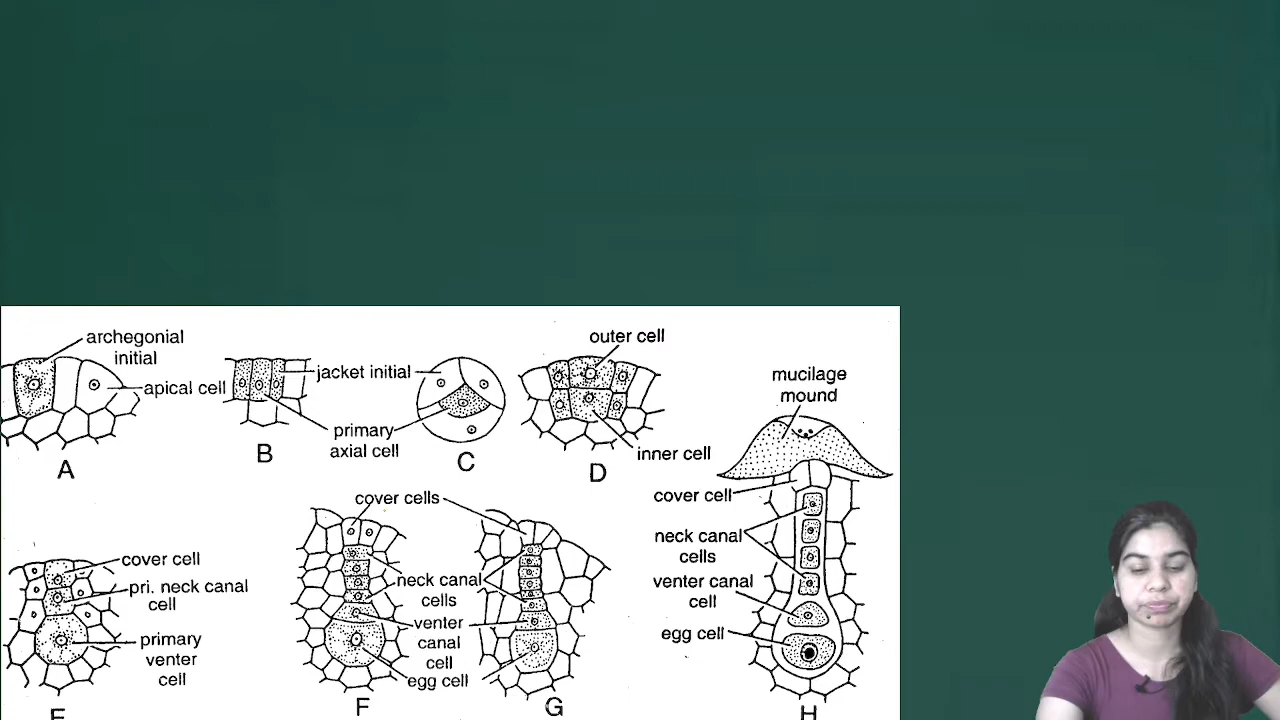 archegonial
initial
apical cell
A
jacket initial
primary
axial cell
B
C
outer cell
inner cell
D
mucilage
mound
cover cell
neck canal
cells
venter canal
cell
egg cell
H
cover cell
pri. neck canal
cell
primary
venter
cell
E
cover cells
neck canal
cells
venter
canal
cell
egg cell
F
G